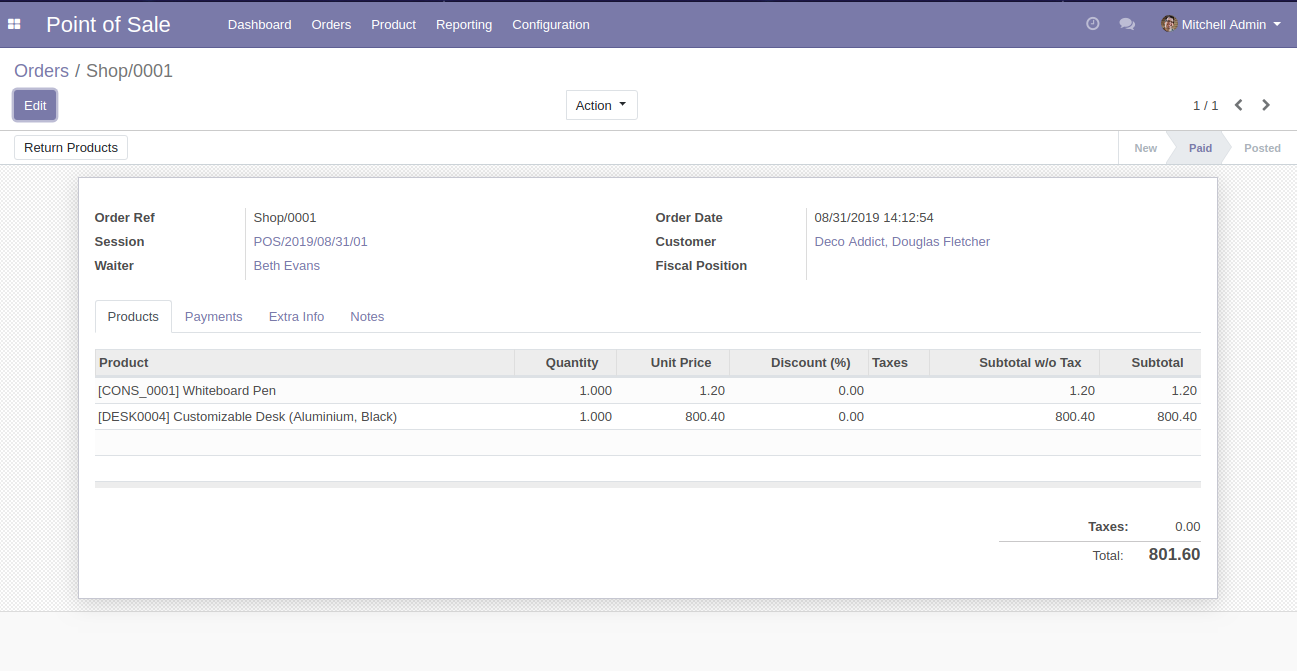 Point of Sale Dashboard Orders Product Reporting Configuration Mitchell Admin
Orders / Shop/0001
Edit Action 1 / 1
Return Products New Paid Posted
Order Ref Shop/0001 Order Date 08/31/2019 14:12:54
Session POS/2019/08/31/01 Customer Deco Addict, Douglas Fletcher
Waiter Beth Evans Fiscal Position
Products Payments Extra Info Notes
Product Quantity Unit Price Discount (%) Taxes Subtotal w/o Tax Subtotal
[CONS_0001] Whiteboard Pen 1.000 1.20 0.00 1.20 1.20
[DESK0004] Customizable Desk (Aluminium, Black) 1.000 800.40 0.00 800.40 800.40
Taxes: 0.00
Total: 801.60